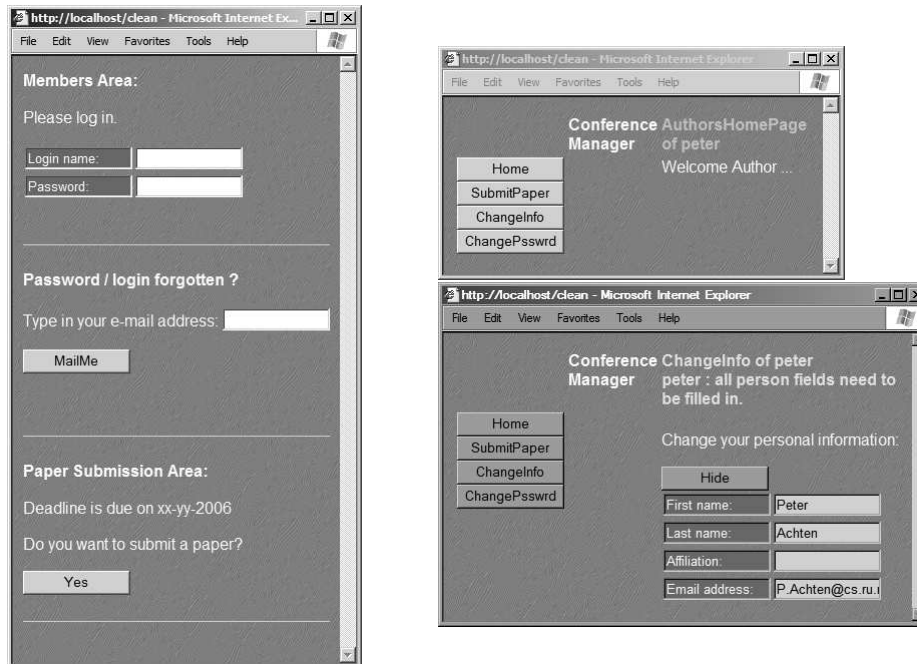 http://localhost/clean - Microsoft Internet Ex...
File Edit View Favorites Tools Help
Members Area:
Please log in.
Login name:
Password:
Password / login forgotten ?
Type in your e-mail address:
MailMe
Paper Submission Area:
Deadline is due on xx-yy-2006
Do you want to submit a paper?
Yes
http://localhost/clean - Microsoft Internet Explorer
File Edit View Favorites Tools Help
Conference AuthorsHomePage
Manager of peter
Home Welcome Author ...
SubmitPaper
ChangeInfo
ChangePsswrd
http://localhost/clean - Microsoft Internet Explorer
File Edit View Favorites Tools Help
Conference ChangeInfo of peter
Manager peter : all person fields need to
be filled in.
Home
SubmitPaper Change your personal information:
ChangeInfo Hide
ChangePsswrd First name: Peter
Last name: Achten
Affiliation:
Email address: P.Achten@cs.ru.